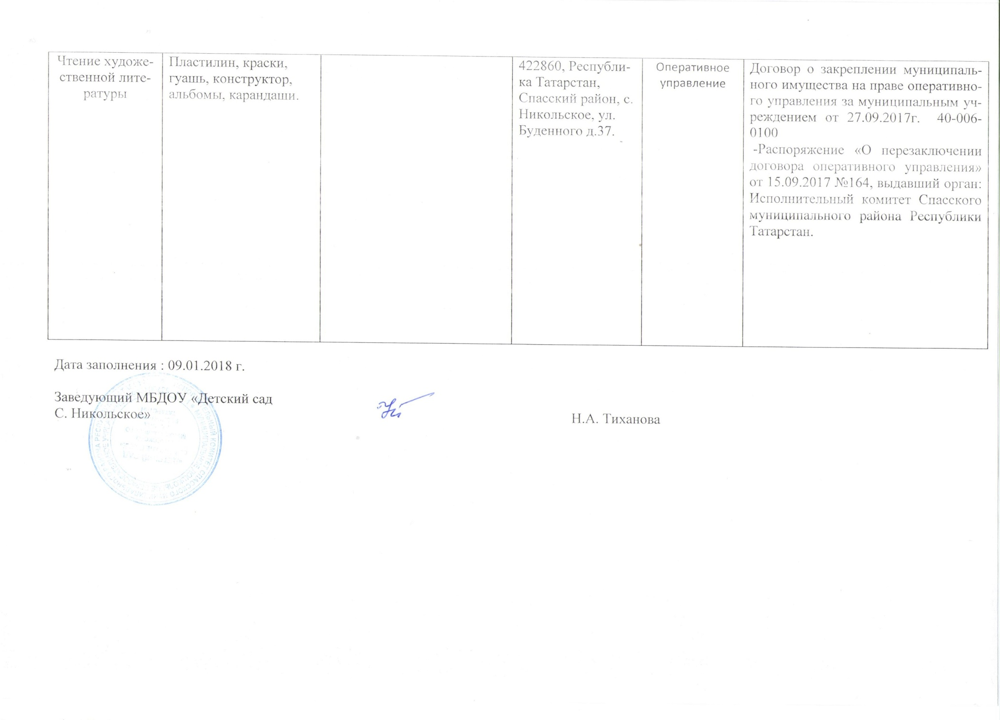 Чтение художе-
ственной лите-
ратуры
Пластилин, краски,
гуашь, конструктор,
альбомы, карандаши.
422860, Республи-
ка Татарстан,
Спасский район, с.
Никольское, ул.
Буденного д.37.
Оперативное
управление
Договор о закреплении муниципаль-
ного имущества на праве оперативно-
го управления за муниципальным уч-
реждением от 27.09.2017г. 40-006-
0100
-Распоряжение «О перезаключении
договора оперативного управления»
от 15.09.2017 №164, выдавший орган:
Исполнительный комитет Спасского
муниципального района Республики
Татарстан.
Дата заполнения : 09.01.2018 г.
Заведующий МБДОУ «Детский сад
С. Никольское»
Н.А. Тиханова
КОМИТЕТ СПАССКОГО